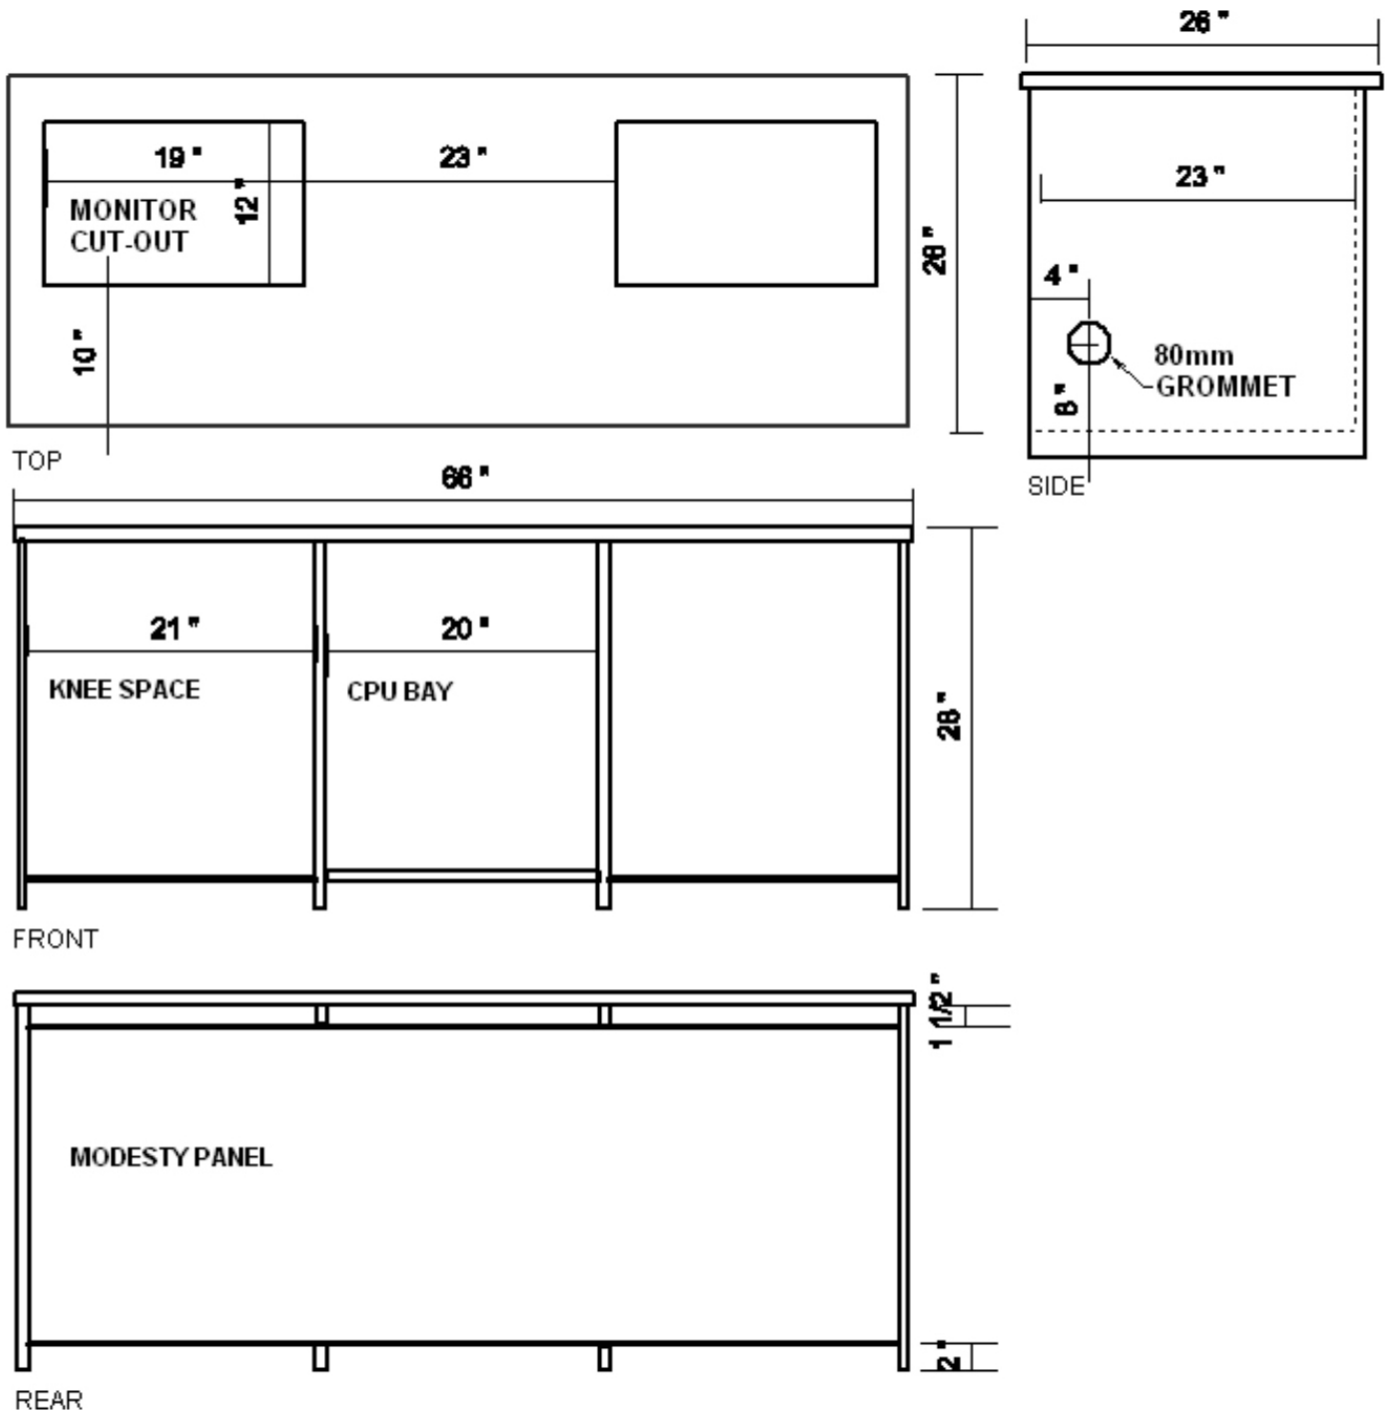 26 "
19 "
23 "
12 "
MONITOR
CUT-OUT
10 "
26 "
23 "
4 "
80mm
GROMMET
8 "
TOP
SIDE
66 "
21 "
20 "
KNEE SPACE
CPU BAY
28 "
FRONT
1 1/2 "
MODESTY PANEL
2 "
REAR